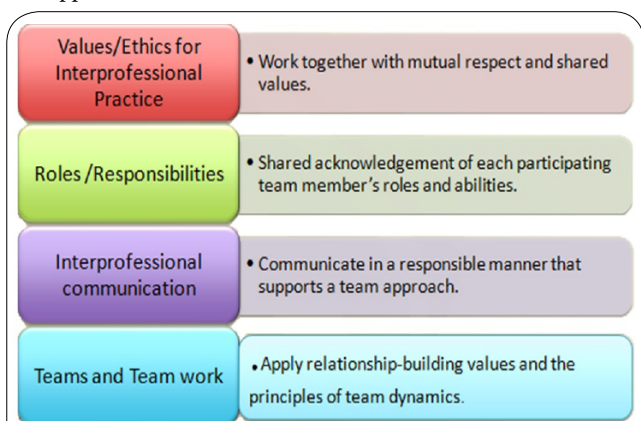 Values/Ethics for
Interprofessional
Practice
• Work together with mutual respect and shared
values.
Roles /Responsibilities
• Shared acknowledgement of each participating
team member's roles and abilities.
Interprofessional
communication
• Communicate in a responsible manner that
supports a team approach.
Teams and Team work
• Apply relationship-building values and the
principles of team dynamics.